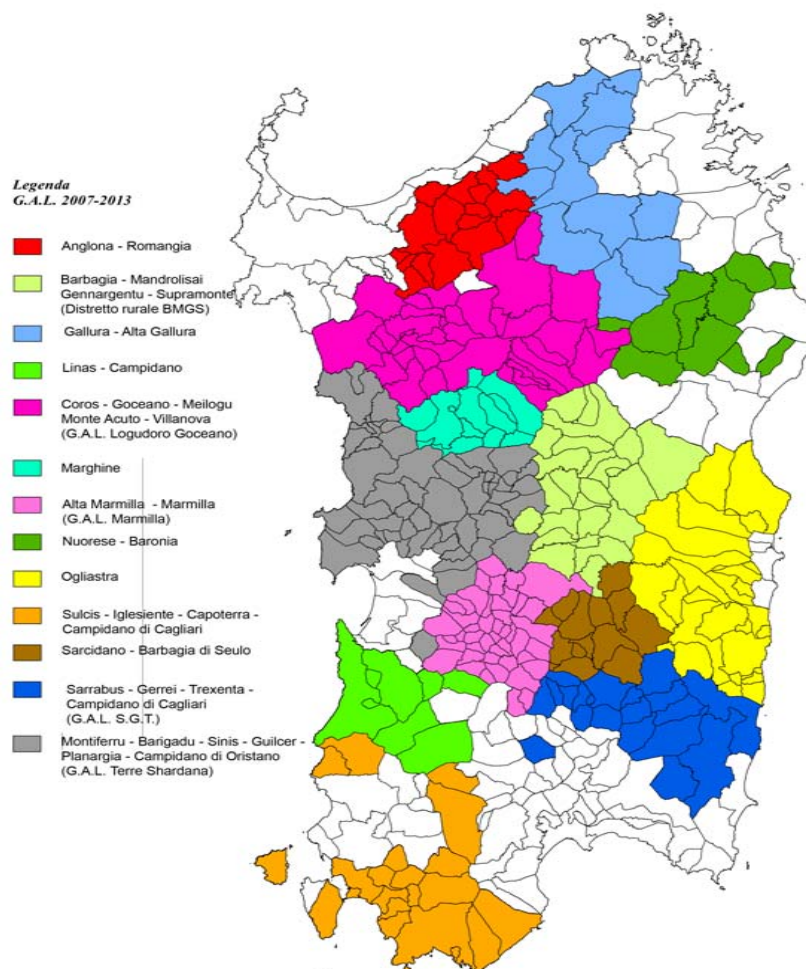 Legenda
G.A.L. 2007-2013
Anglona - Romangia
Barbagia - Mandrolisai
Gennargentu - Supramonte
(Distretto rurale BMGS)
Gallura - Alta Gallura
Linas - Campidano
Coros - Goceano - Meilogu
Monte Acuto - Villanova
(G.A.L. Logudoro Goceano)
Marghine
Alta Marmilla - Marmilla
(G.A.L. Marmilla)
Nuorese - Baronia
Ogliastra
Sulcis - Iglesiente - Capoterra -
Campidano di Cagliari
Sarcidano - Barbagia di Seulo
Sarrabus - Gerrei - Trexenta -
Campidano di Cagliari
(G.A.L. S.G.T.)
Montiferru - Barigadu - Sinis - Guilcer -
Planargia - Campidano di Oristano
(G.A.L. Terre Shardana)